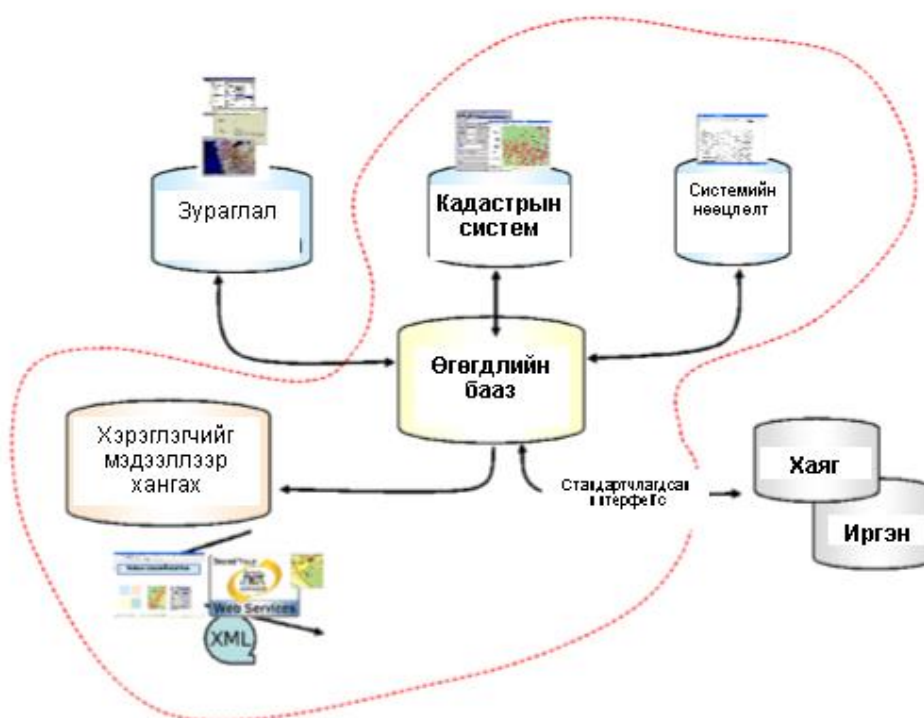 Зураглал
Кадастрын
систем
Системийн
нөөцлөлт
Өгөгдлийн
бааз
Хэрэглэгчийг
мэдээллээр
хангах
Стандартчлагдсан
интерфейс
Хаяг
Иргэн
Web Services
XML